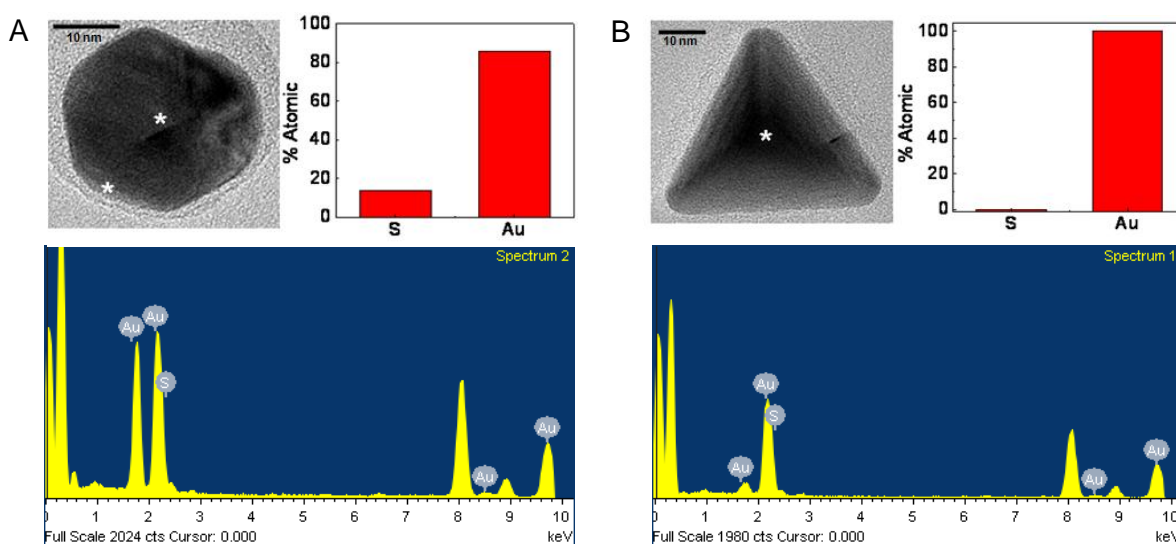 A
10 nm
*
*
% Atomic
100
80
60
40
20
0
S Au
B
10 nm
*
% Atomic
100
80
60
40
20
0
S Au
Spectrum 2
Au Au
S
Au
Au
0 1 2 3 4 5 6 7 8 9 10
Full Scale 2024 cts Cursor: 0.000 keV
Spectrum 1
Au
S
Au
Au
Au
0 1 2 3 4 5 6 7 8 9 10
Full Scale 1980 cts Cursor: 0.000 keV